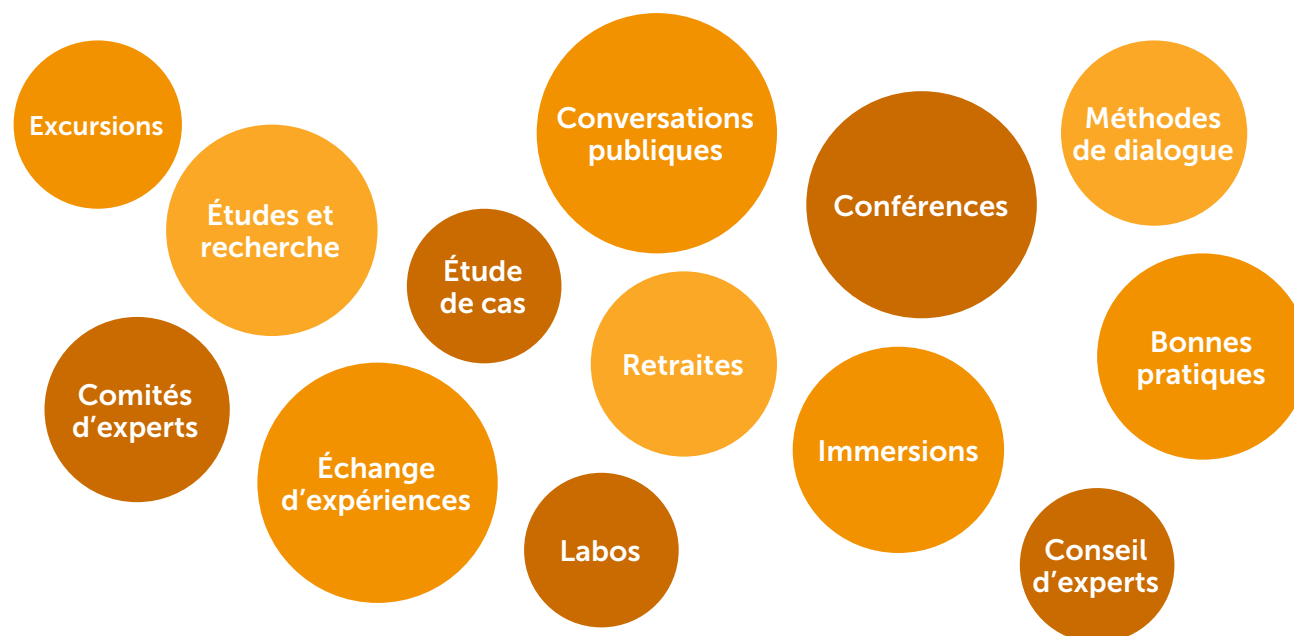 Excursions
Études et
recherche
Conversations
publiques
Conférences
Méthodes
de dialogue
Étude
de cas
Retraites
Bonnes
pratiques
Comités
d’experts
Échange
d’expériences
Immersions
Labos
Conseil
d’experts